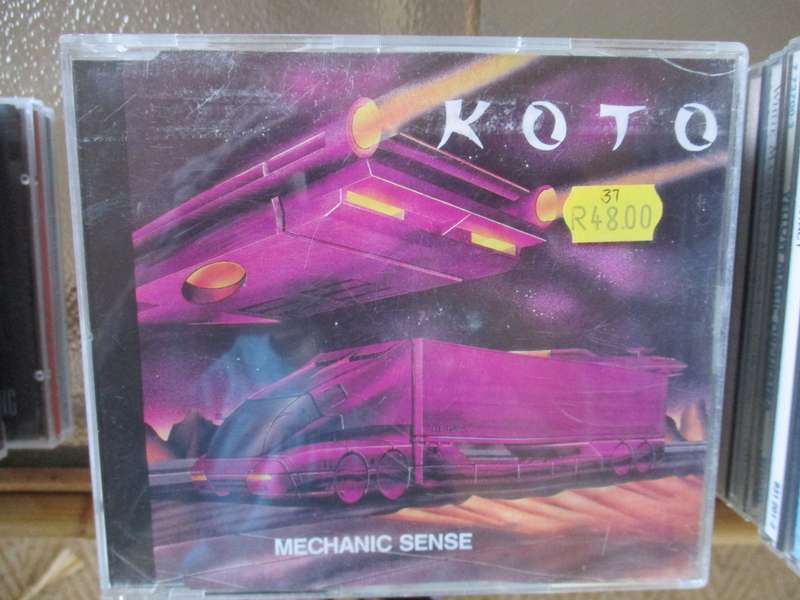 KOTO
37
R48.00
MECHANIC SENSE